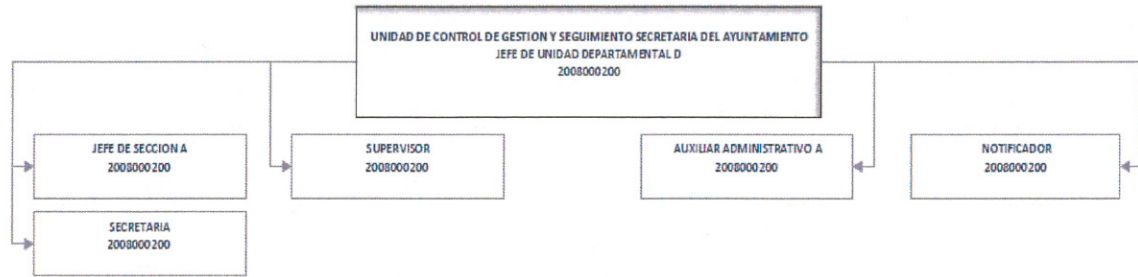 UNIDAD DE CONTROL DE GESTION Y SEGUIMIENTO SECRETARIA DEL AYUNTAMIENTO
JEFE DE UNIDAD DEPARTAMENTAL D
2008000200
JEFE DE SECCION A
2008000200
SUPERVISOR
2008000200
AUXILIAR ADMINISTRATIVO A
2008000200
NOTIFICADOR
2008000200
SECRETARIA
2008000200